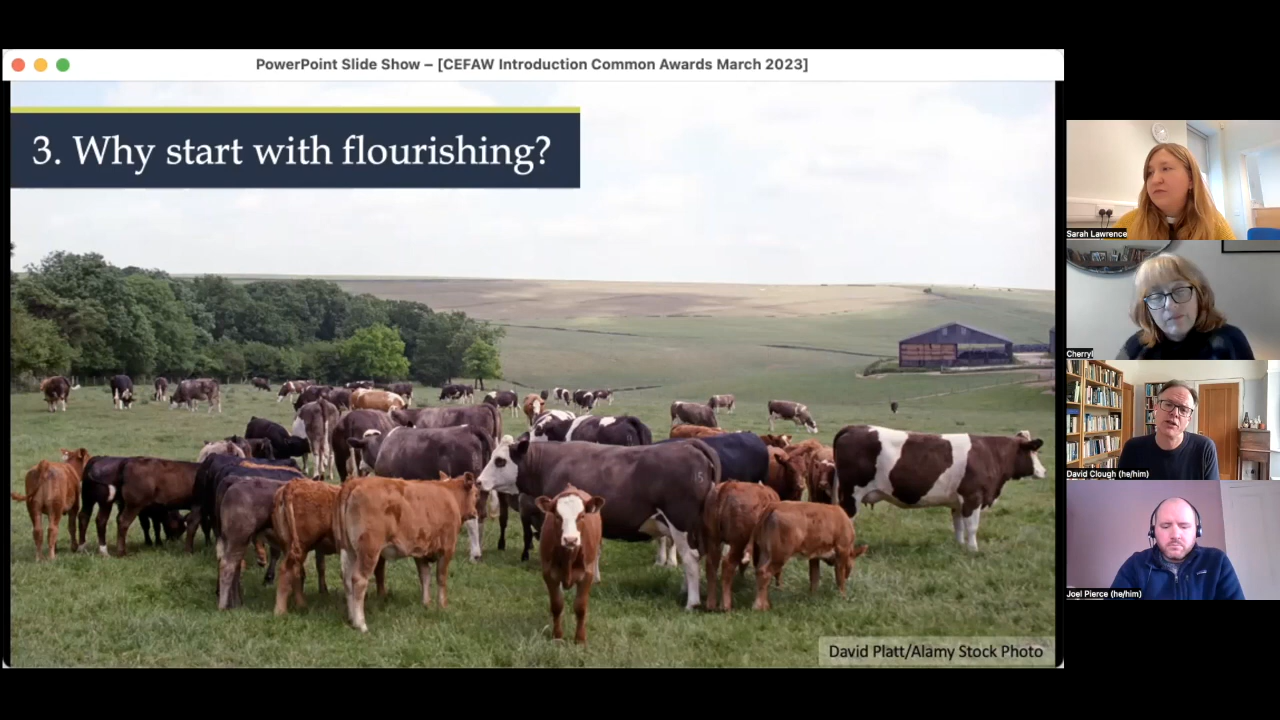 PowerPoint Slide Show – [CEFAW Introduction Common Awards March 2023]
3. Why start with flourishing?
David Platt/Alamy Stock Photo
Sarah Lawrence
Cherryl
David Clough (he/him)
Joel Pierce (he/him)